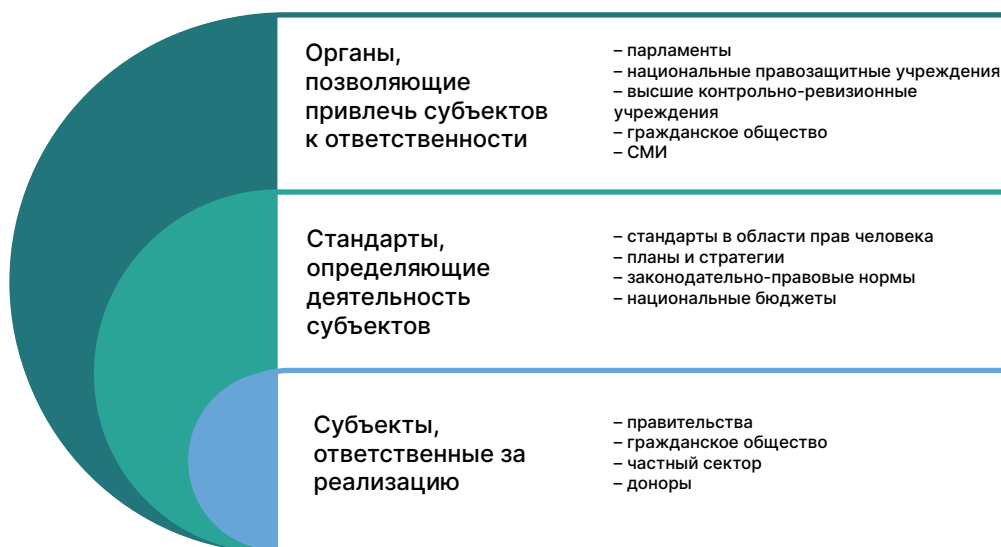 Органы,
позволяющие
привлечь субъектов
к ответственности
– парламенты
– национальные правозащитные учреждения
– высшие контрольно-ревизионные
учреждения
– гражданское общество
– СМИ
Стандарты,
определяющие
деятельность
субъектов
– стандарты в области прав человека
– планы и стратегии
– законодательно-правовые нормы
– национальные бюджеты
Субъекты,
ответственные за
реализацию
– правительства
– гражданское общество
– частный сектор
– доноры